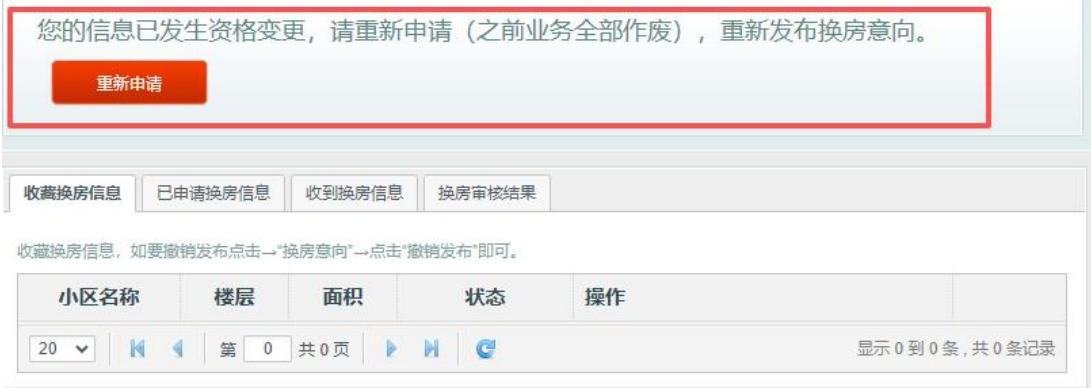 您的信息已发生资格变更，请重新申请（之前业务全部作废），重新发布换房意向。
重新申请
收藏换房信息 已申请换房信息 收到换房信息 换房审核结果
收藏换房信息，如要撤销发布点击→“换房意向”→点击“撤销发布”即可。
小区名称 楼层 面积 状态 操作
20 第 0 共 0 页 显示 0 到 0 条 , 共 0 条记录